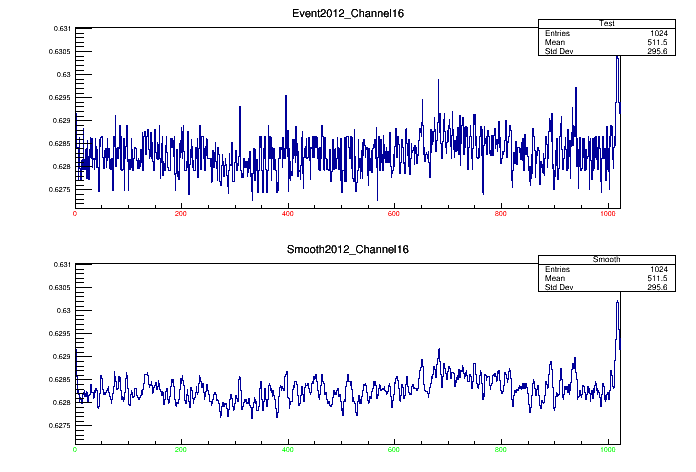 Event2012_Channel16
Test
Entries 1024
Mean 511.5
Std Dev 295.6
0.631
0.6305
0.63
0.6295
0.629
0.6285
0.628
0.6275
0 200 400 600 800 1000
Smooth2012_Channel16
Smooth
Entries 1024
Mean 511.5
Std Dev 295.6
0.631
0.6305
0.63
0.6295
0.629
0.6285
0.628
0.6275
0 200 400 600 800 1000